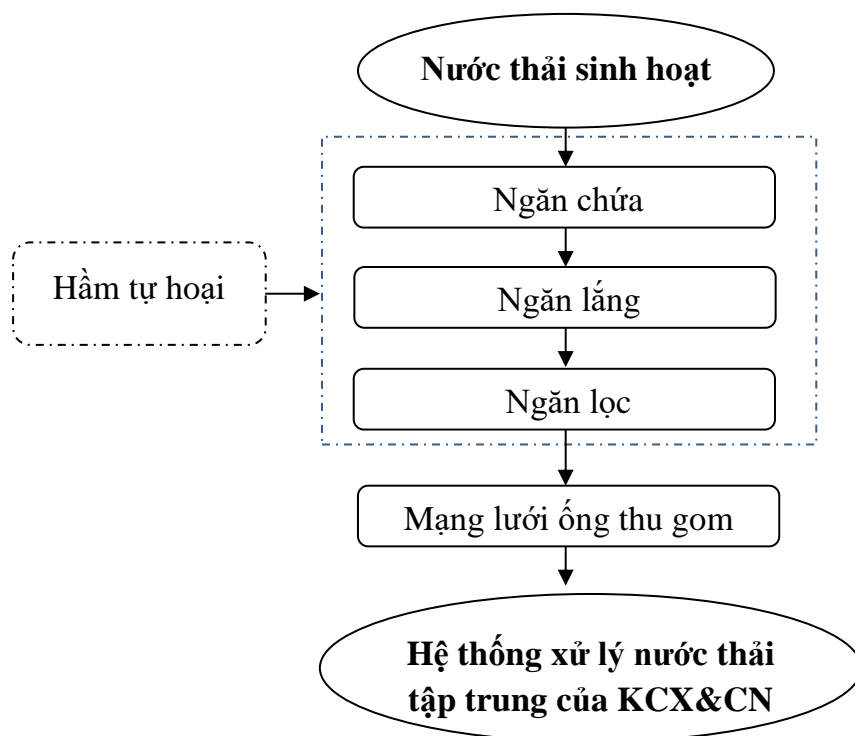 Nước thải sinh hoạt
Ngăn chứa
Hầm tự hoại
Ngăn lắng
Ngăn lọc
Mạng lưới ống thu gom
Hệ thống xử lý nước thải
tập trung của KCX&CN